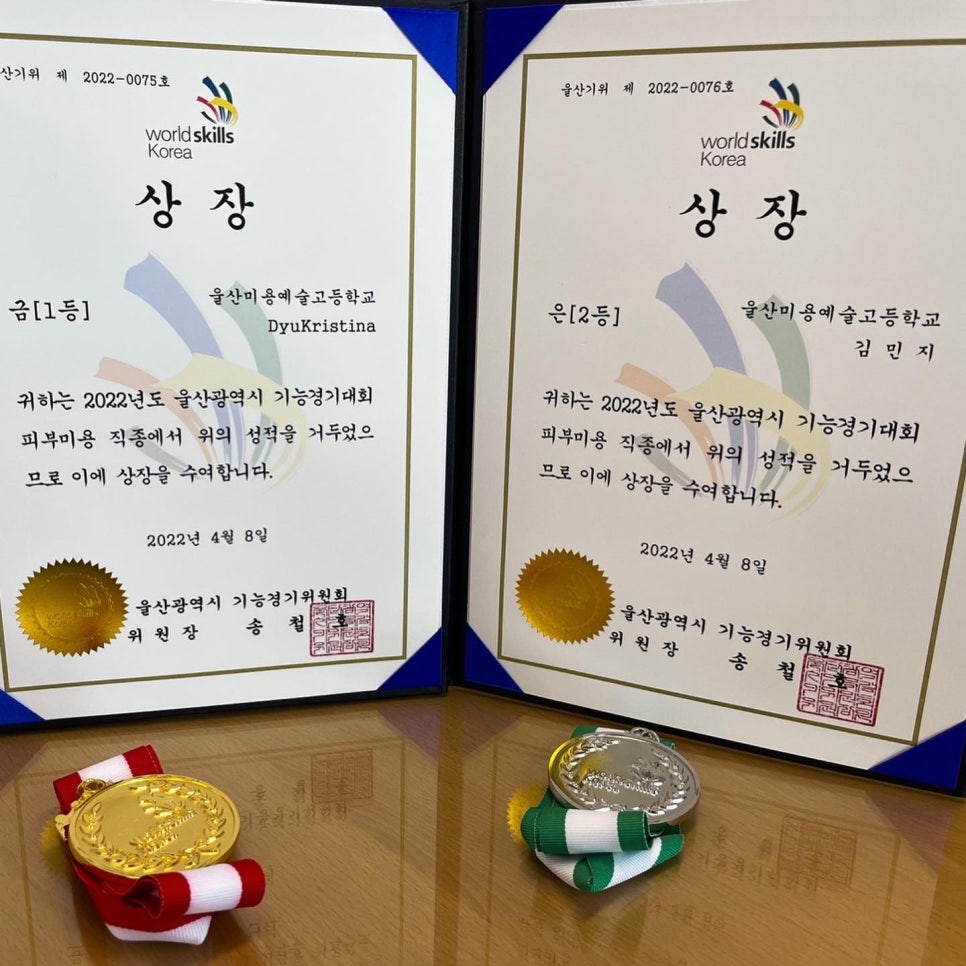 산기위 제 2022-0075호
worldskills
Korea
상 장
금[1등]
울산미용예술고등학교
DyuKristina
귀하는 2022년도 울산광역시 기능경기대회
피부미용 직종에서 위의 성적을 거두었으
므로 이에 상장을 수여합니다.
2022년 4월 8일
울산광역시 기능경기위원회
위 원 장 송 철 호
울산기위 제 2022-0076호
worldskills
Korea
상 장
은[2등]
울산미용예술고등학교
김 민 지
귀하는 2022년도 울산광역시 기능경기대회
피부미용 직종에서 위의 성적을 거두었으
므로 이에 상장을 수여합니다.
2022년 4월 8일
울산광역시 기능경기위원회
위 원 장 송 철 호